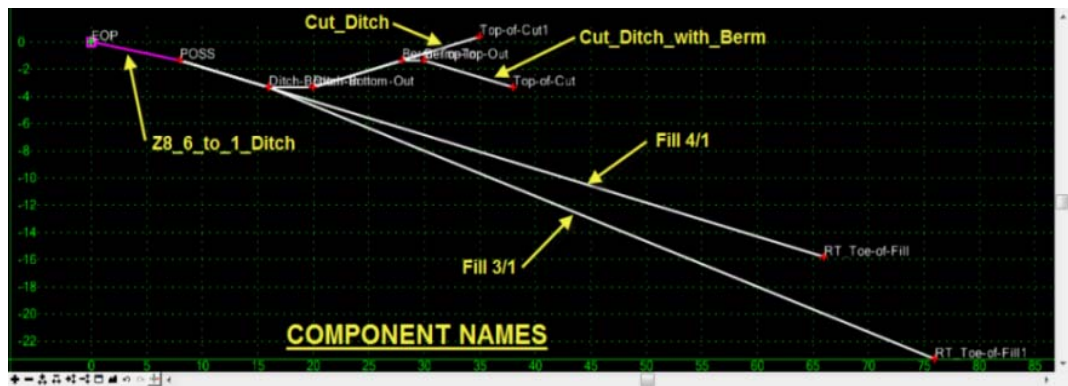 Cut_Ditch
Top-of-Cut1
Cut_Ditch_with_Berm
EOP
POSS
Top-Out
Top-of-Cut
Bottom-Out
Z8_6_to_1_Ditch
Fill 4/1
RT_Toe-of-Fill
Fill 3/1
COMPONENT NAMES
RT_Toe-of-Fill1
0
-2
-4
-6
-8
-10
-12
-14
-16
-18
-20
-22
0 5 10 15 20 25 30 35 40 45 50 55 60 65 70 75 80 85